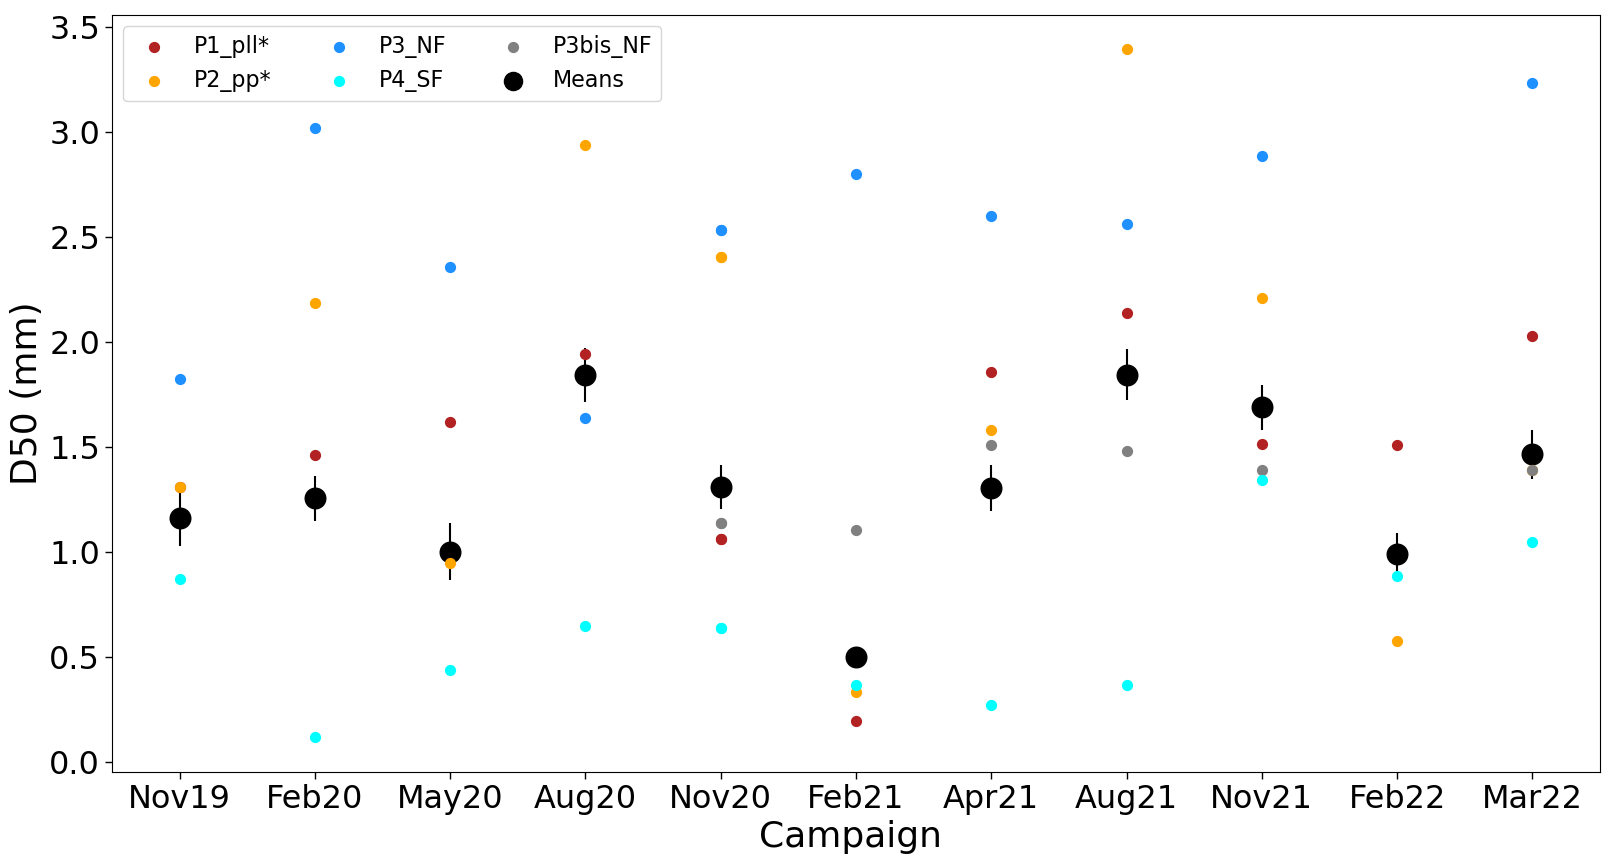 P1_pll*
P2_pp*
P3_NF
P4_SF
P3bis_NF
Means
3.5
3.0
2.5
2.0
1.5
1.0
0.5
0.0
D50 (mm)
Nov19 Feb20 May20 Aug20 Nov20 Feb21 Apr21 Aug21 Nov21 Feb22 Mar22
Campaign